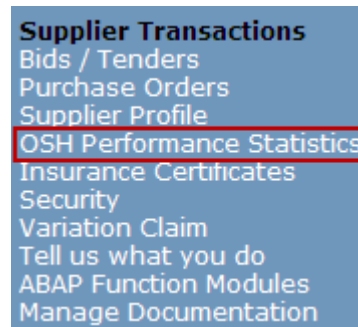 Supplier Transactions
Bids / Tenders
Purchase Orders
Supplier Profile
OSH Performance Statistics
Insurance Certificates
Security
Variation Claim
Tell us what you do
ABAP Function Modules
Manage Documentation